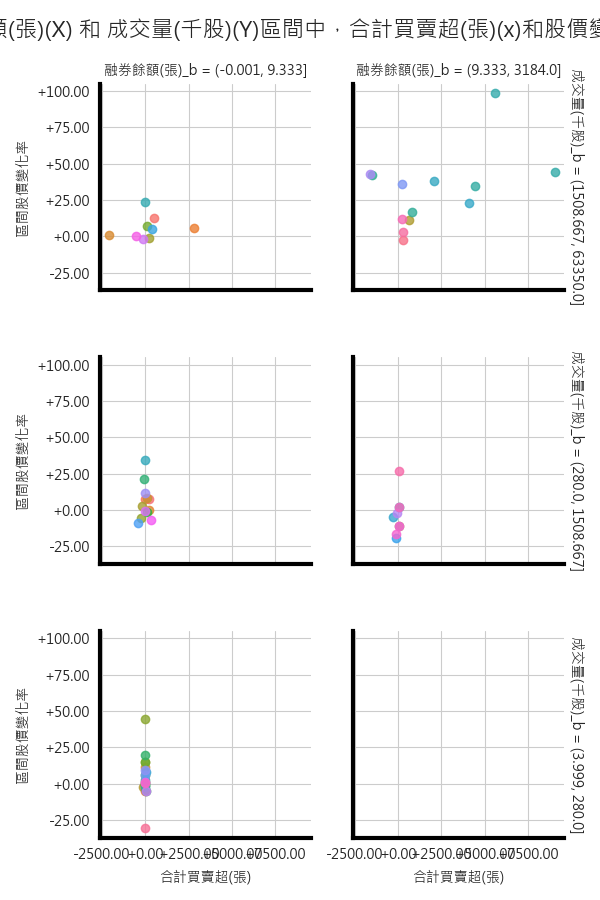 額(張)(X) 和 成交量(千股)(Y)區間中，合計買賣超(張)(x)和股價變
融券餘額(張)_b = (-0.001, 9.333]
融券餘額(張)_b = (9.333, 3184.0]
+100.00
+75.00
+50.00
+25.00
+0.00
-25.00
區間股價變化率
成交量(千股)_b = (1508.667, 63350.0]
+100.00
+75.00
+50.00
+25.00
+0.00
-25.00
區間股價變化率
成交量(千股)_b = (280.0, 1508.667]
+100.00
+75.00
+50.00
+25.00
+0.00
-25.00
區間股價變化率
成交量(千股)_b = (3.999, 280.0]
-2500.00 +0.00 +2500.00 +5000.00 +7500.00
-2500.00 +0.00 +2500.00 +5000.00 +7500.00
合計買賣超(張)
合計買賣超(張)